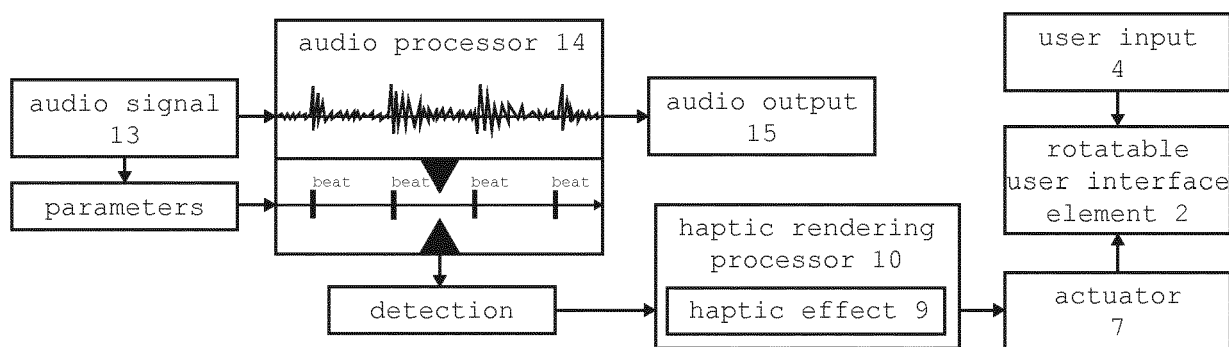 audio processor 14
user input
4
audio signal
13
audio output
15
rotatable
user interface
element 2
beat beat beat beat
parameters
haptic rendering
processor 10
haptic effect 9
detection
actuator
7